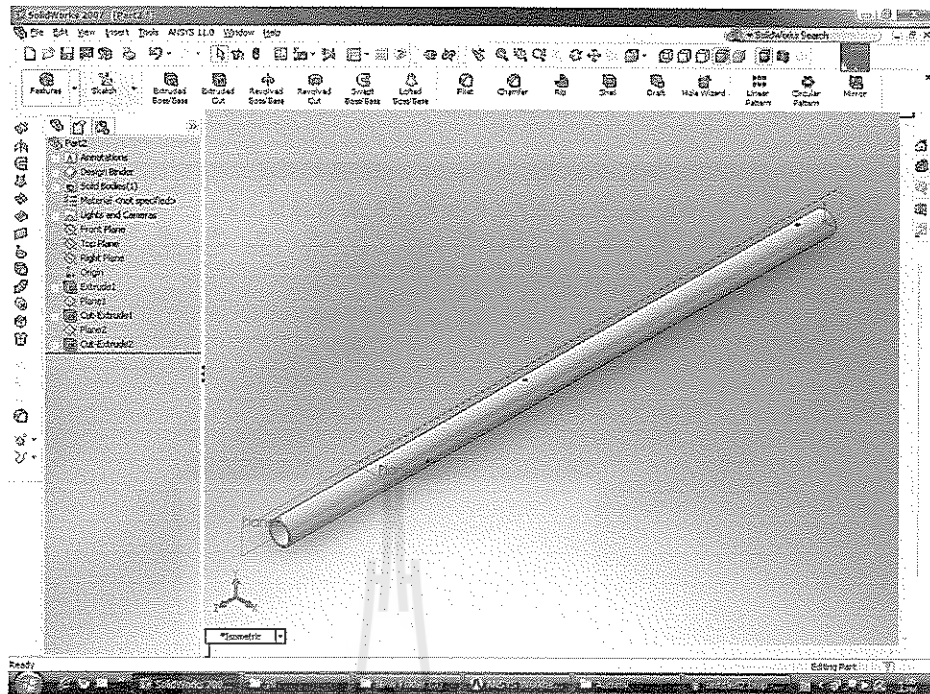 SolidWorks 2007 - [Part2 *]
File Edit View Insert Tools ANSYS 11.0 Window Help
SolidWorks Search
Features
Sketch
Extruded Boss/Base
Extruded Cut
Revolved Boss/Base
Revolved Cut
Swept Boss/Base
Lofted Boss/Base
Fillet
Chamfer
Rib
Shell
Draft
Hole Wizard
Linear Pattern
Circular Pattern
Mirror
Part2
Annotations
Design Binder
Solid Bodies(1)
Material <not specified>
Lights and Cameras
Front Plane
Top Plane
Right Plane
Origin
Extrude1
Plane1
Cut-Extrude1
Plane2
Cut-Extrude2
*Isometric
Ready
Editing Part